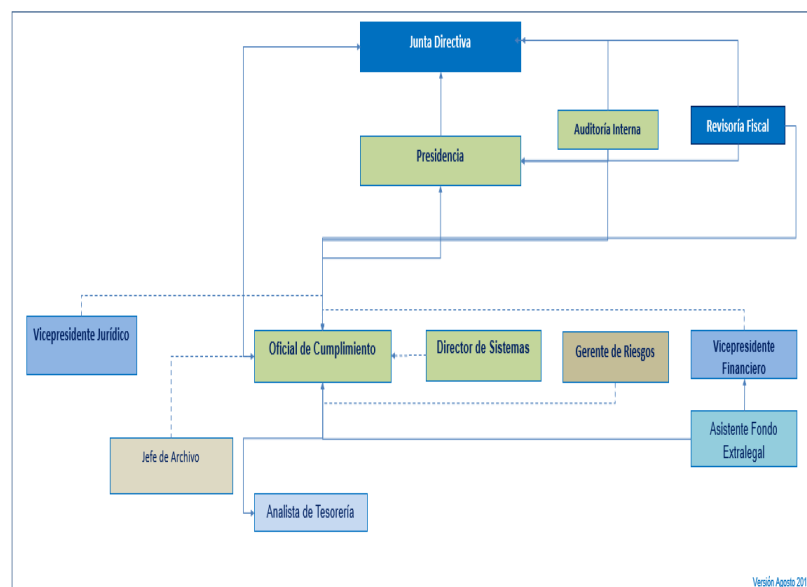 Junta Directiva
Auditoría Interna
Revisoría Fiscal
Presidencia
Vicepresidente Jurídico
Oficial de Cumplimiento
Director de Sistemas
Gerente de Riesgos
Vicepresidente
Financiero
Asistente Fondo
Extralegal
Jefe de Archivo
Analista de Tesorería
Versión Agosto 201